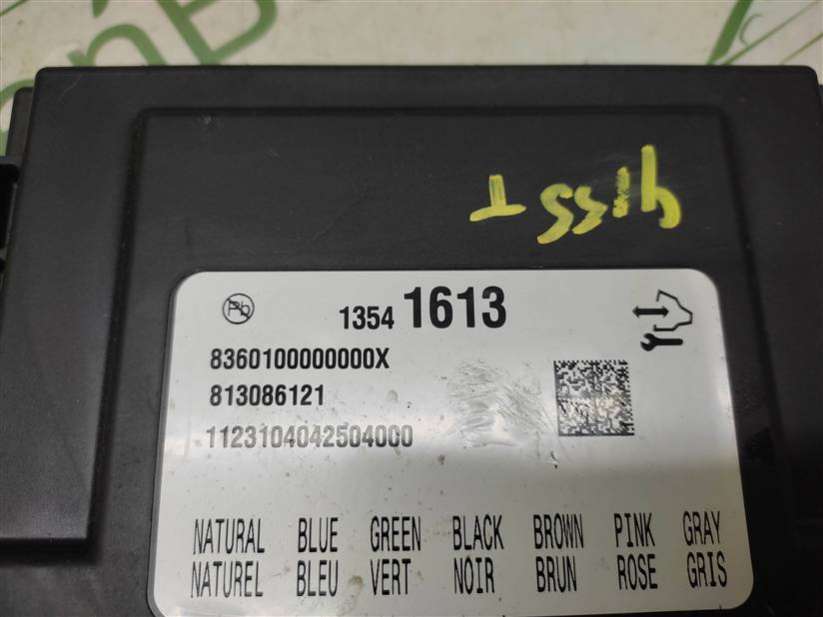 4155 T
Pb
1354 1613
8360100000000X
813086121
1123104042504000
NATURAL BLUE GREEN BLACK BROWN PINK GRAY
NATUREL BLEU VERT NOIR BRUN ROSE GRIS